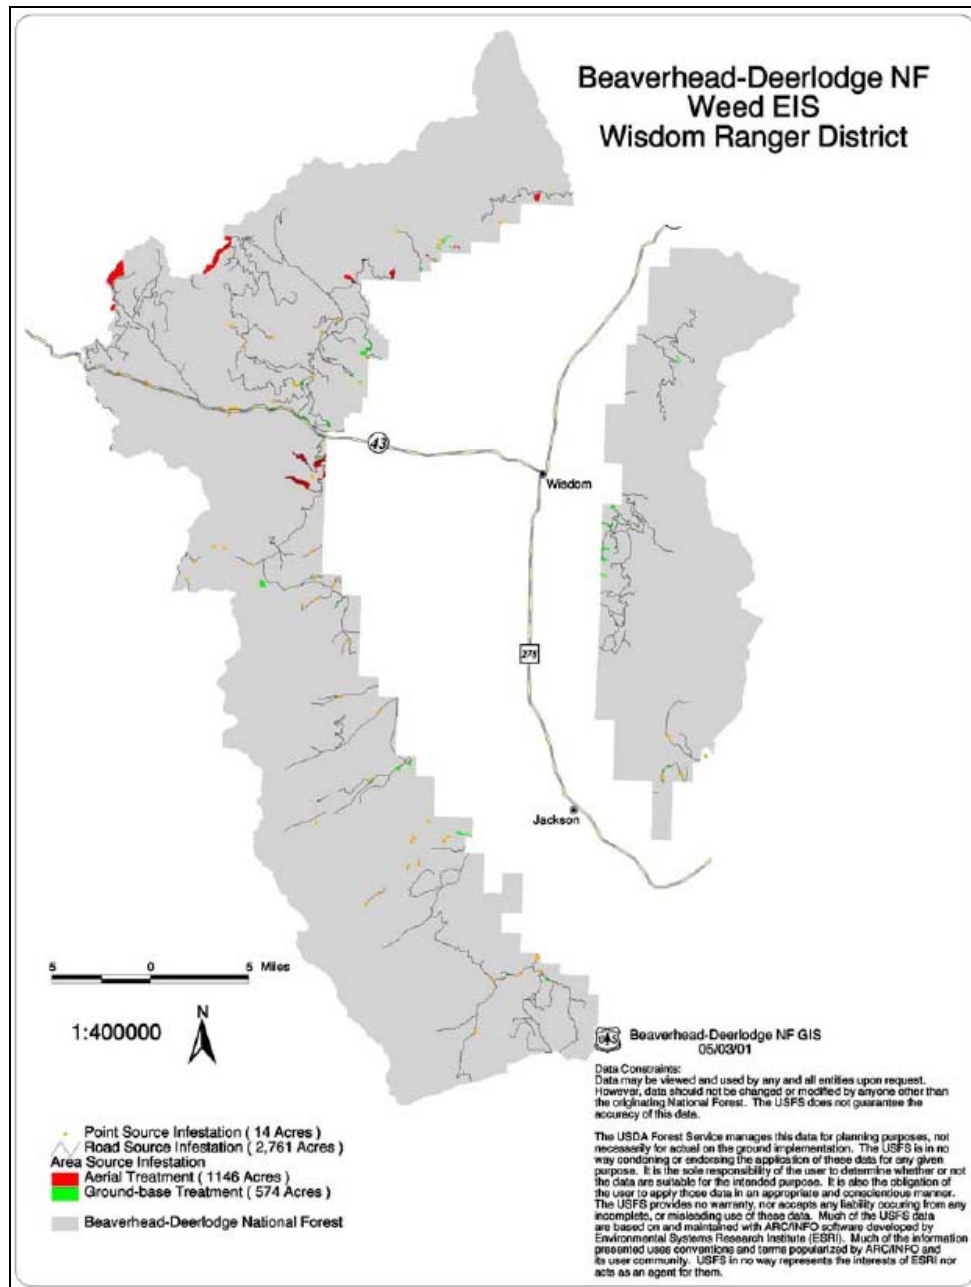 Beaverhead-Deerlodge NF
Weed EIS
Wisdom Ranger District
43
Wisdom
278
Jackson
5 0 5 Miles
1:400000
N
Beaverhead-Deerlodge NF GIS
05/03/01
Data Constraints:
Data may be viewed and used by any and all entities upon request.
However, data should not be changed or modified by anyone other than
the originating National Forest. The USFS does not guarantee the
accuracy of this data.
The USDA Forest Service manages this data for planning purposes, not
necessarily for actual on the ground implementation. The USFS is in no
way condoning or endorsing the application of these data for any given
purpose. It is the sole responsibility of the user to determine whether or not
the data are suitable for the intended purpose. It is also the obligation of
the user to apply those data in an appropriate and conscientious manner.
The USFS provides no warranty, nor accepts any liability occuring from any
incomplete, or misleading use of these data. Much of the USFS data
are based on and maintained with ARC/INFO software developed by
Environmental Systems Research Institute (ESRI). Much of the information
presented uses conventions and terms popularized by ARC/INFO and
its user community. USFS in no way represents the interests of ESRI nor
acts as an agent for them.
Point Source Infestation ( 14 Acres )
Road Source Infestation ( 2,761 Acres )
Area Source Infestation
Aerial Treatment ( 1146 Acres )
Ground-base Treatment ( 574 Acres )
Beaverhead-Deerlodge National Forest